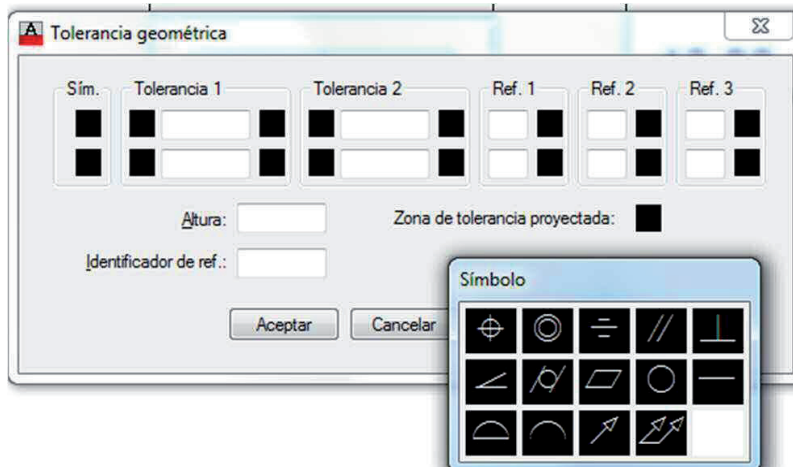 Tolerancia geométrica
Sím. Tolerancia 1 Tolerancia 2 Ref. 1 Ref. 2 Ref. 3
Altura: Zona de tolerancia proyectada:
Identificador de ref.:
Aceptar Cancelar
Símbolo